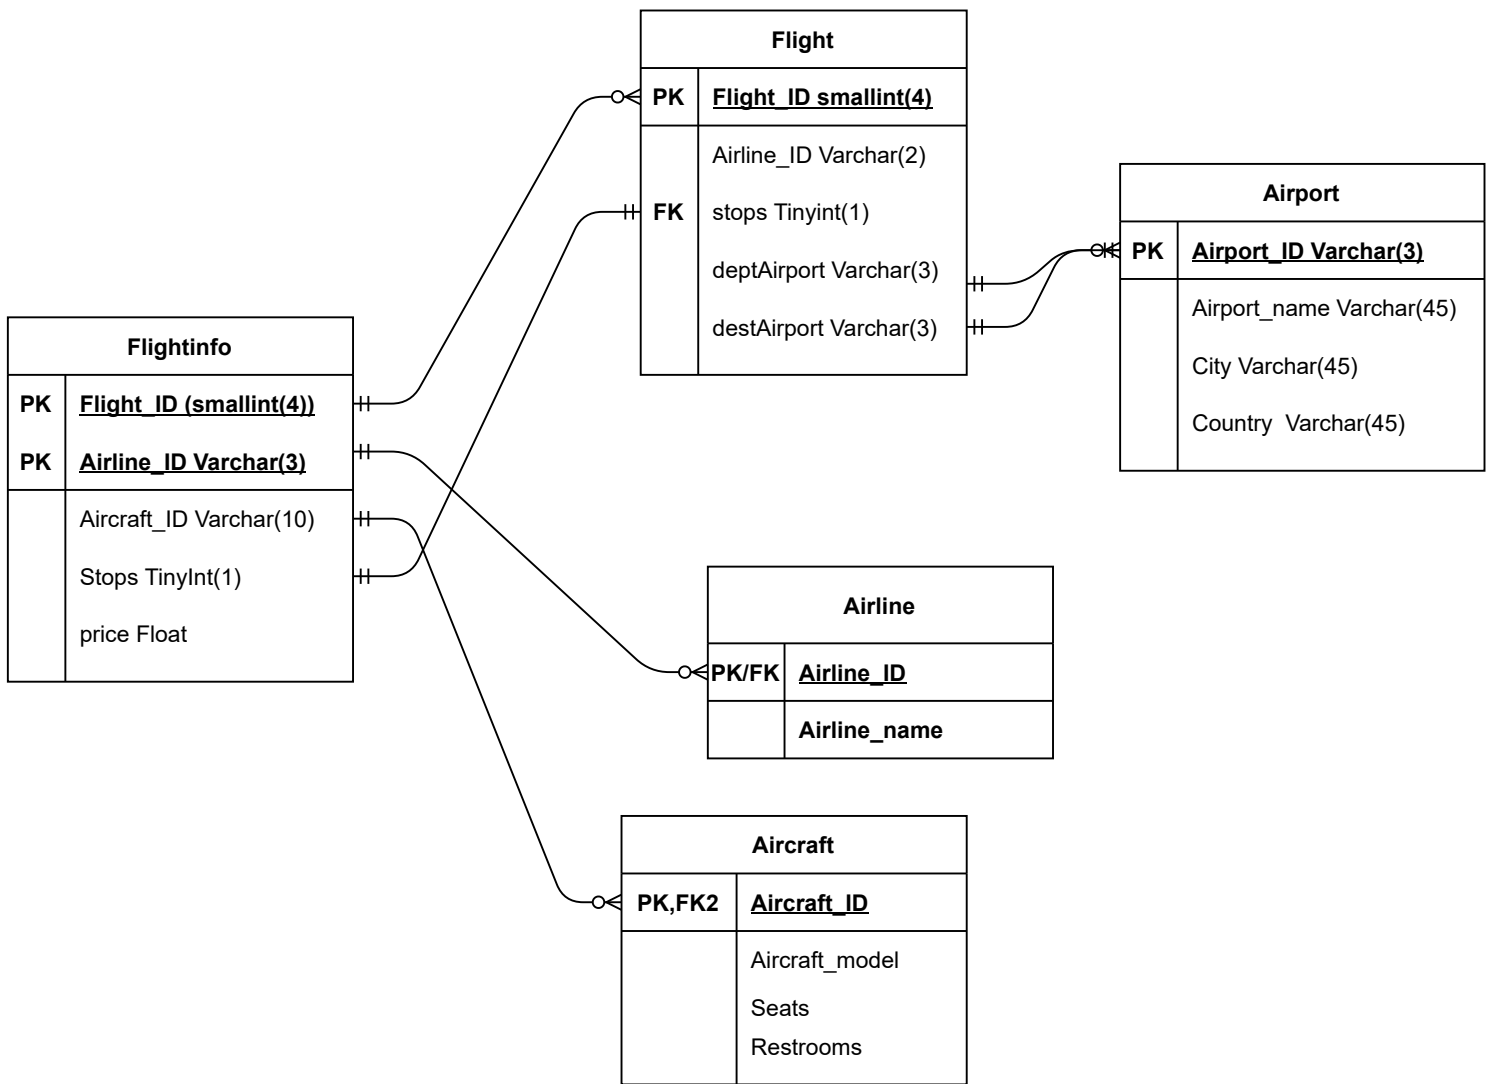 Flight
PK Flight_ID smallint(4)
Airline_ID Varchar(2)
FK stops Tinyint(1)
deptAirport Varchar(3)
destAirport Varchar(3)
Airport
PK Airport_ID Varchar(3)
Airport_name Varchar(45)
City Varchar(45)
Country  Varchar(45)
Flightinfo
PK Flight_ID (smallint(4))
PK Airline_ID Varchar(3)
Aircraft_ID Varchar(10)
Stops TinyInt(1)
price Float
Airline
PK/FK Airline_ID
Airline_name
Aircraft
PK,FK2 Aircraft_ID
Aircraft_model
Seats
Restrooms